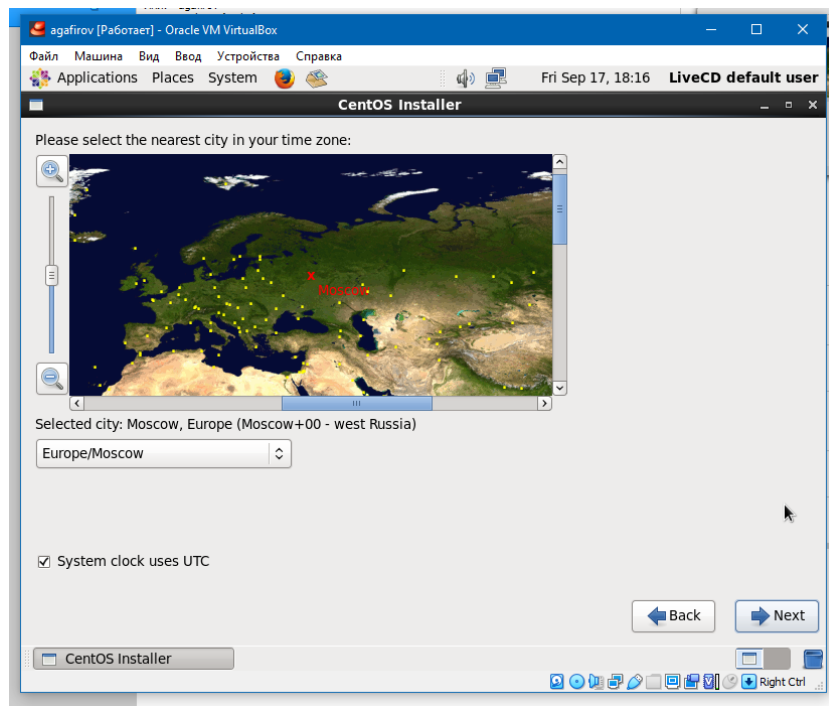 agafirov [Работает] - Oracle VM VirtualBox
Файл Машина Вид Ввод Устройства Справка
Applications Places System Fri Sep 17, 18:16 LiveCD default user
CentOS Installer
Please select the nearest city in your time zone:
Moscow
Selected city: Moscow, Europe (Moscow+00 - west Russia)
Europe/Moscow
System clock uses UTC
Back Next
CentOS Installer
Right Ctrl